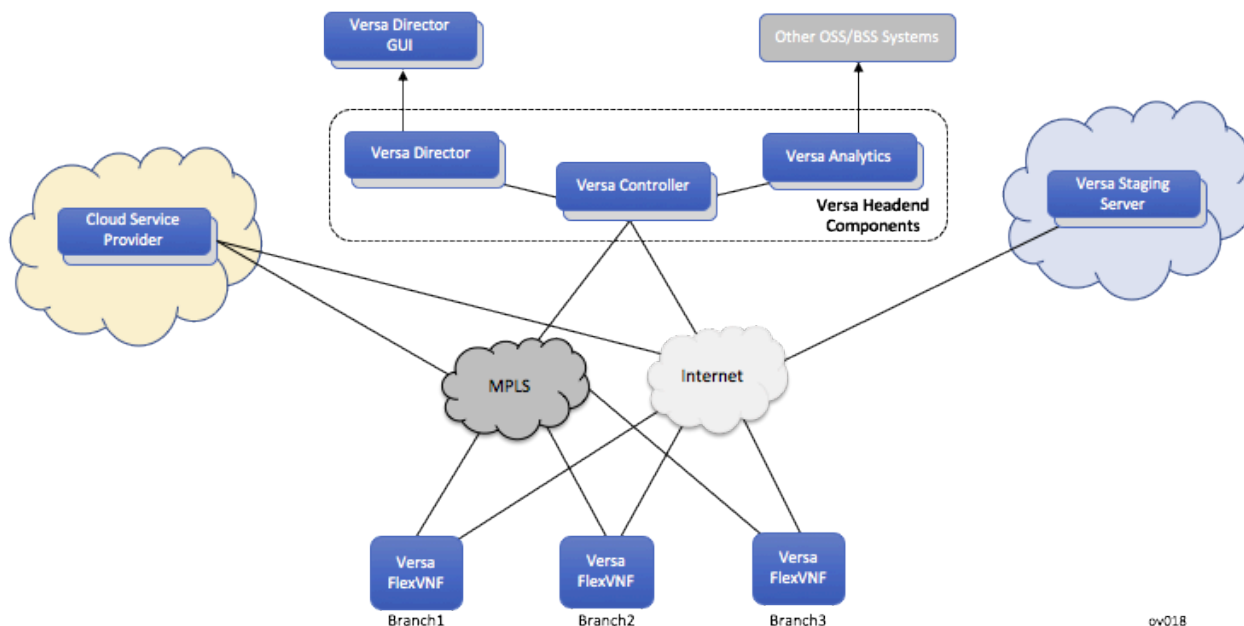 Versa Director
GUI
Other OSS/BSS Systems
Versa Director
Versa Analytics
Versa Controller
Versa Headend
Components
Cloud Service
Provider
Versa Staging
Server
MPLS
Internet
Versa
FlexVNF
Versa
FlexVNF
Versa
FlexVNF
Branch1
Branch2
Branch3
ov018